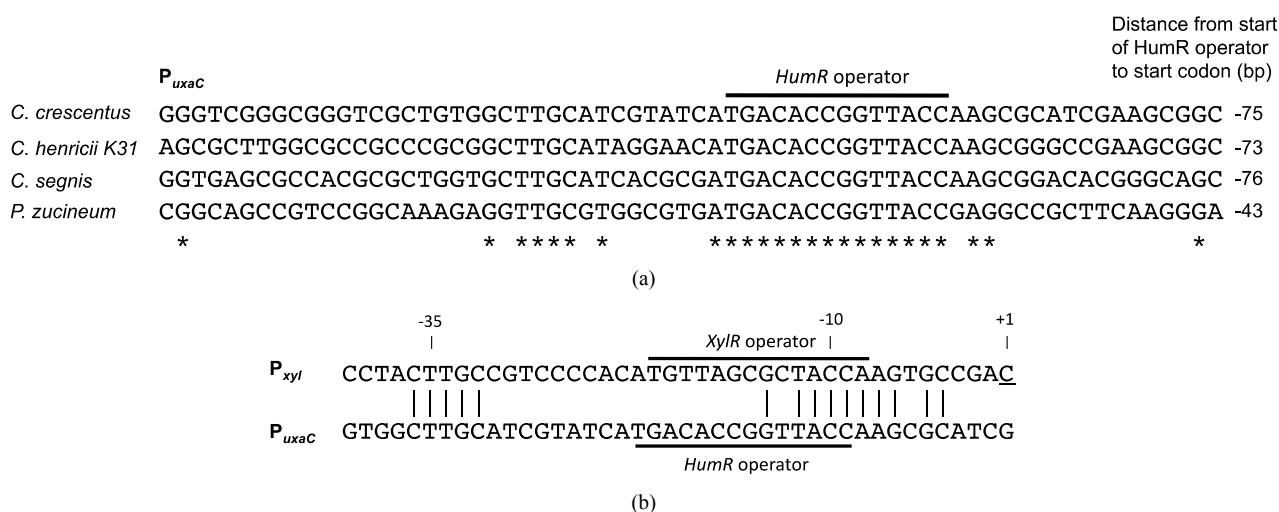 Distance from start
of HumR operator
to start codon (bp)
PuxaC HumR operator
C. crescentus GGGTCGGGCGGGTCGCTGTGGCTTGCATCGTATCATGACACCGGTTACCAAGCGCATCGAAGCGGC -75
C. henricii K31 AGCGCTTGGCGCCGCCCGCGGCTTGCATAGGAACATGACACCGGTTACCAAGCGGGCCGAAGCGGC -73
C. segnis GGTGAGCGCCACGCGCTGGTGCTTGCATCACGCGATGACACCGGTTACCAAGCGGACACGGGCAGC -76
P. zucineum CGGCAGCCGTCCGGCAAAGAGGTTGCGTGGCGTGATGACACCGGTTACCGAGGCCGCTTCAAGGGA -43
* * **** * *************** ** *
(a)
-35 -10 +1
XylR operator
Pxyl CCTACTTGCCGTCCCCACATGTTAGCGCTACCAAGTGCCGAC
PuxaC GTGGCTTGCATCGTATCATGACACCGGTTACCAAGCGCATCG
HumR operator
(b)